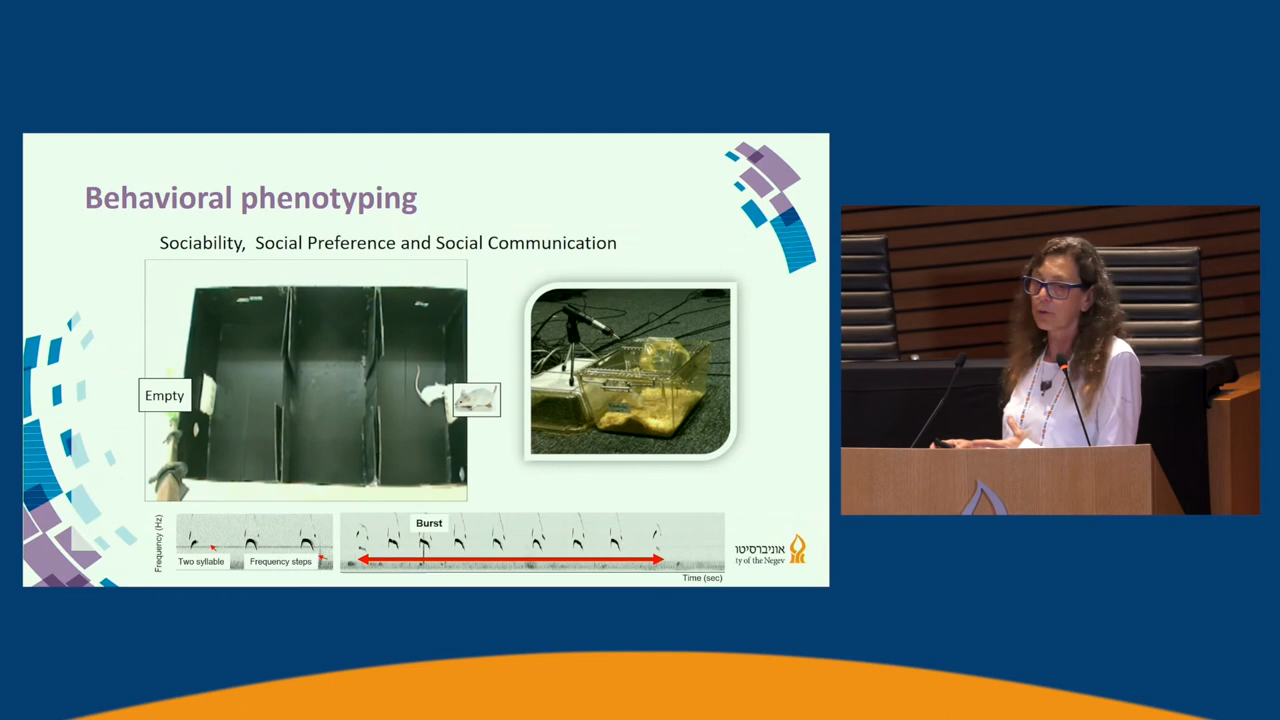 Behavioral phenotyping
Sociability, Social Preference and Social Communication
Empty
Frequency (Hz)
Two syllable
Frequency steps
Burst
Time (sec)
אוניברסיטו
ty of the Negev